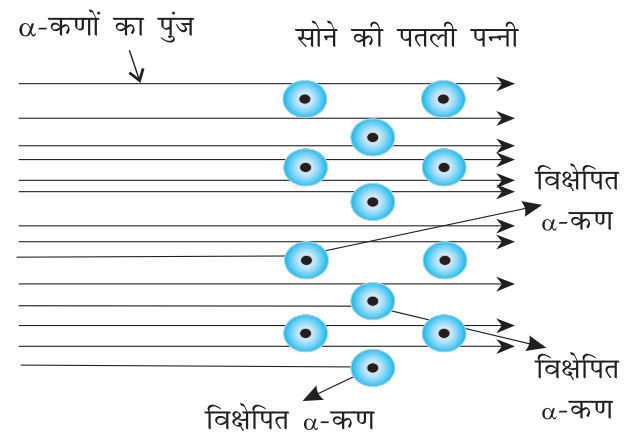 α-कणों का पुंज
सोने की पतली पन्नी
विक्षेपित
α-कण
विक्षेपित
α-कण
विक्षेपित α-कण